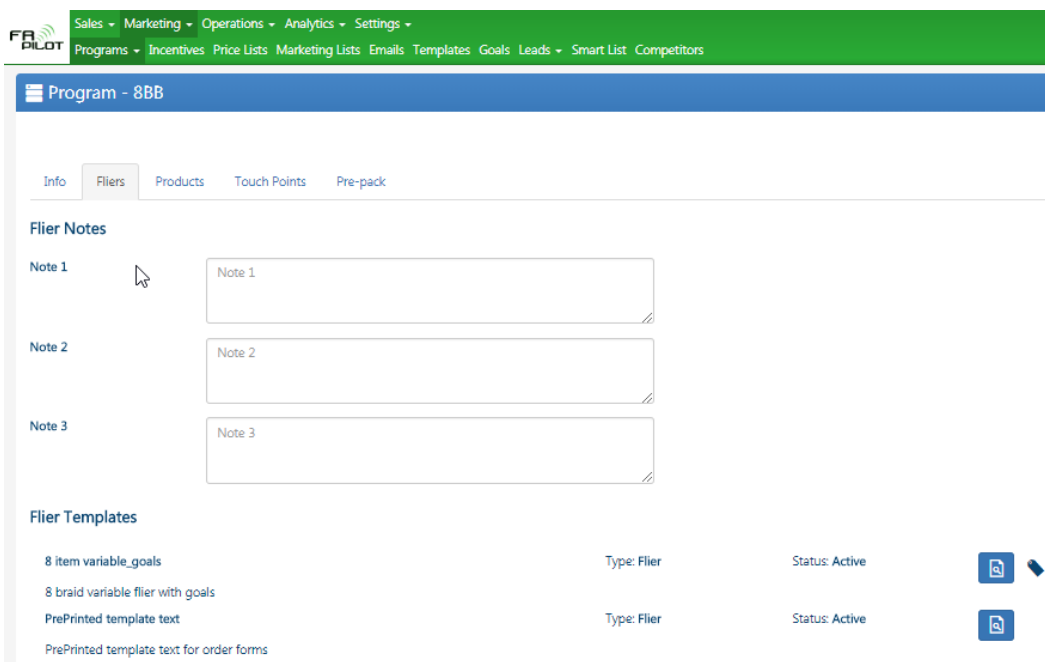 FR PILOT
Sales Marketing Operations Analytics Settings
Programs Incentives Price Lists Marketing Lists Emails Templates Goals Leads Smart List Competitors
Program - 8BB
Info Fliers Products Touch Points Pre-pack
Flier Notes
Note 1 Note 1
Note 2 Note 2
Note 3 Note 3
Flier Templates
8 item variable_goals Type: Flier Status: Active
8 braid variable flier with goals
PrePrinted template text Type: Flier Status: Active
PrePrinted template text for order forms